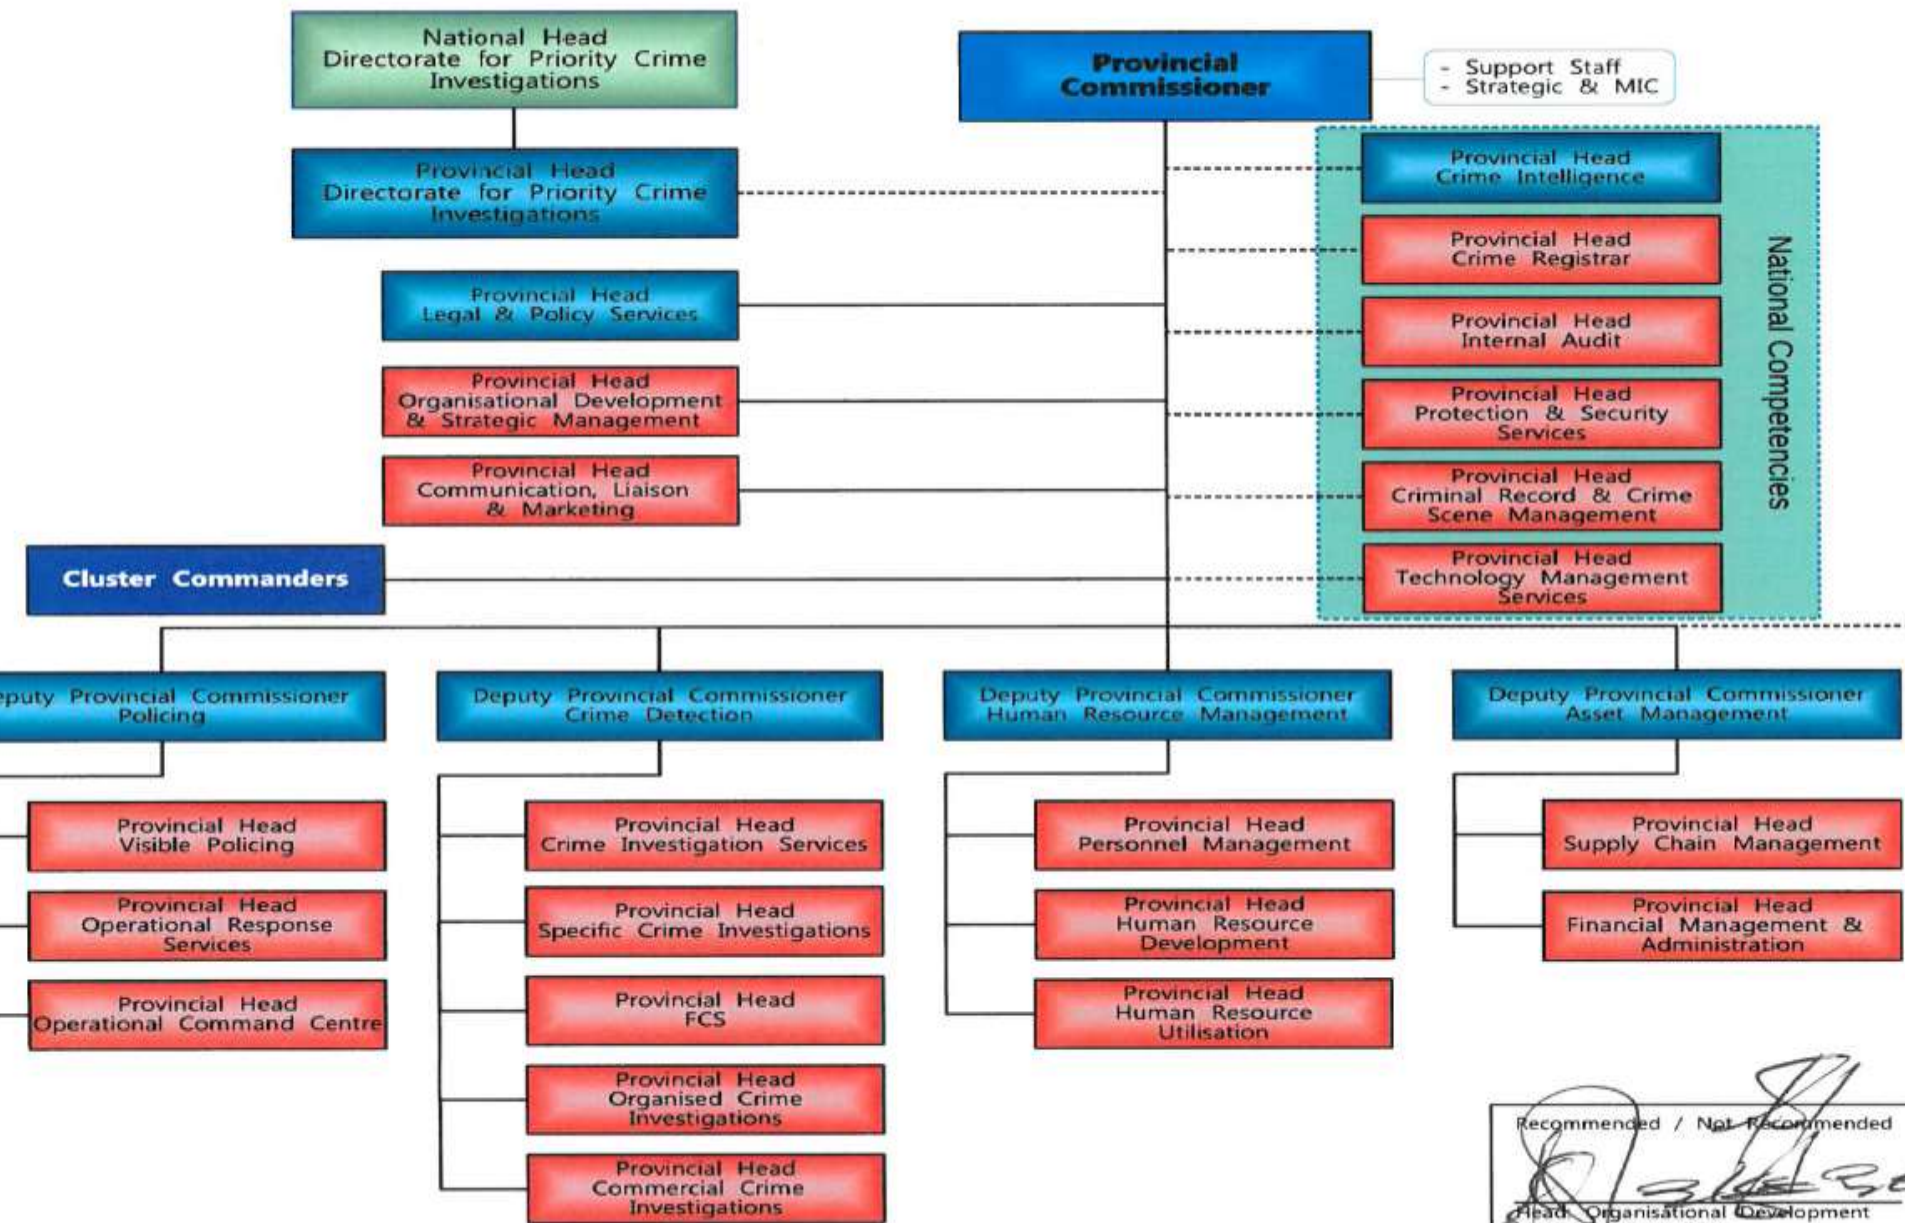 National Head
Directorate for Priority Crime
Investigations
Provincial
Commissioner
- Support Staff
- Strategic & MIC
Provincial Head
Directorate for Priority Crime
Investigations
Provincial Head
Legal & Policy Services
Provincial Head
Organisational Development
& Strategic Management
Provincial Head
Communication, Liaison
& Marketing
Cluster Commanders
Provincial Head
Crime Intelligence
Provincial Head
Crime Registrar
Provincial Head
Internal Audit
Provincial Head
Protection & Security
Services
Provincial Head
Criminal Record & Crime
Scene Management
Provincial Head
Technology Management
Services
National Competencies
eputy Provincial Commissioner
Policing
Provincial Head
Visible Policing
Provincial Head
Operational Response
Services
Provincial Head
Operational Command Centre
Deputy Provincial Commissioner
Crime Detection
Provincial Head
Crime Investigation Services
Provincial Head
Specific Crime Investigations
Provincial Head
FCS
Provincial Head
Organised Crime
Investigations
Provincial Head
Commercial Crime
Investigations
Deputy Provincial Commissioner
Human Resource Management
Provincial Head
Personnel Management
Provincial Head
Human Resource
Development
Provincial Head
Human Resource
Utilisation
Deputy Provincial Commissioner
Asset Management
Provincial Head
Supply Chain Management
Provincial Head
Financial Management &
Administration
Recommended / Not Recommended
Head: Organisational Development